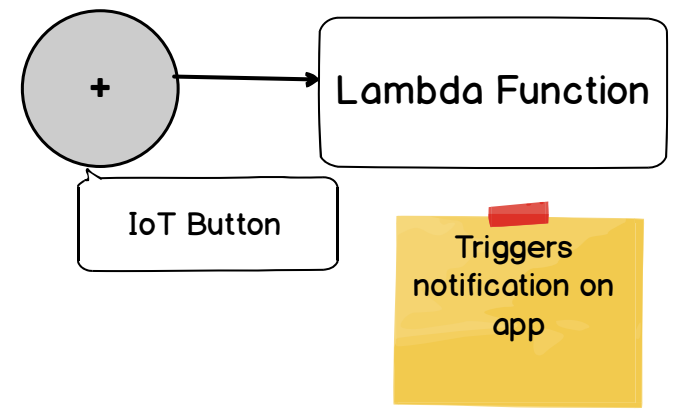 +
Lambda Function
IoT Button
Triggers
notification on
app